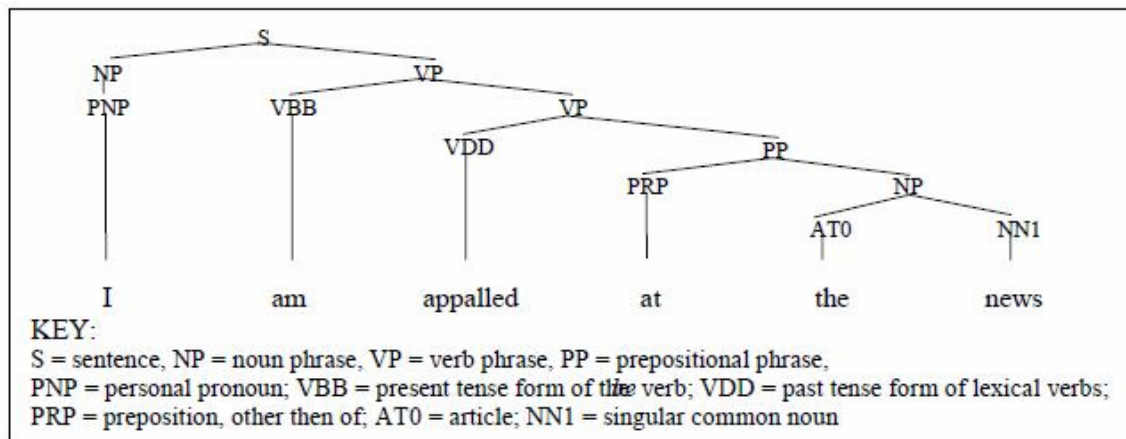 S
NP VP
PNP VBB VP
VDD PP
PRP NP
AT0 NN1
I am appalled at the news
KEY:
S = sentence, NP = noun phrase, VP = verb phrase, PP = prepositional phrase,
PNP = personal pronoun; VBB = present tense form of the be verb; VDD = past tense form of lexical verbs;
PRP = preposition, other then of; AT0 = article; NN1 = singular common noun